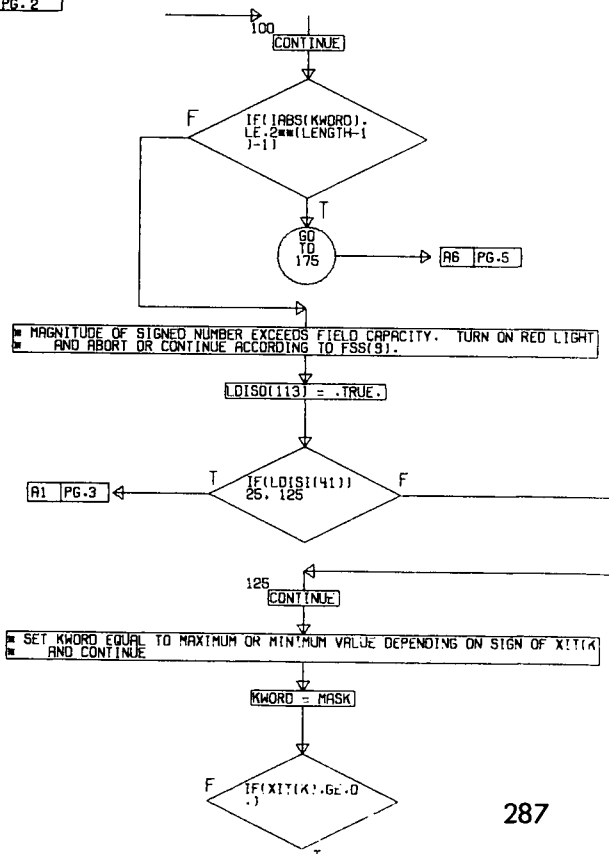 PG.2
100
CONTINUE
F
IF(IABS(KWORD).
LE.2**(LENGTH-1
)-1)
T
GO
TO
175
A6 PG.5
* MAGNITUDE OF SIGNED NUMBER EXCEEDS FIELD CAPACITY. TURN ON RED LIGHT
* AND ABORT OR CONTINUE ACCORDING TO FSS(9).
LDISO(113) = .TRUE.
T
IF(LDISI(41))
25, 125
F
A1 PG.3
125
CONTINUE
* SET KWORD EQUAL TO MAXIMUM OR MINIMUM VALUE DEPENDING ON SIGN OF XIT(K
* AND CONTINUE
KWORD = MASK
F
IF(XIT(K).GE.0
.)
287
T